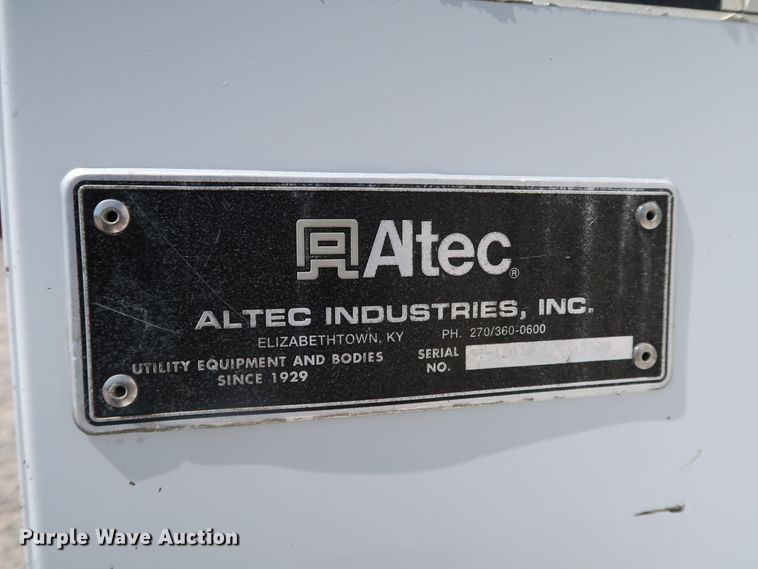 Altec®
ALTEC INDUSTRIES, INC.
ELIZABETHTOWN, KY PH. 270/360-0600
UTILITY EQUIPMENT AND BODIES
SINCE 1929
SERIAL
NO.
Purple Wave Auction